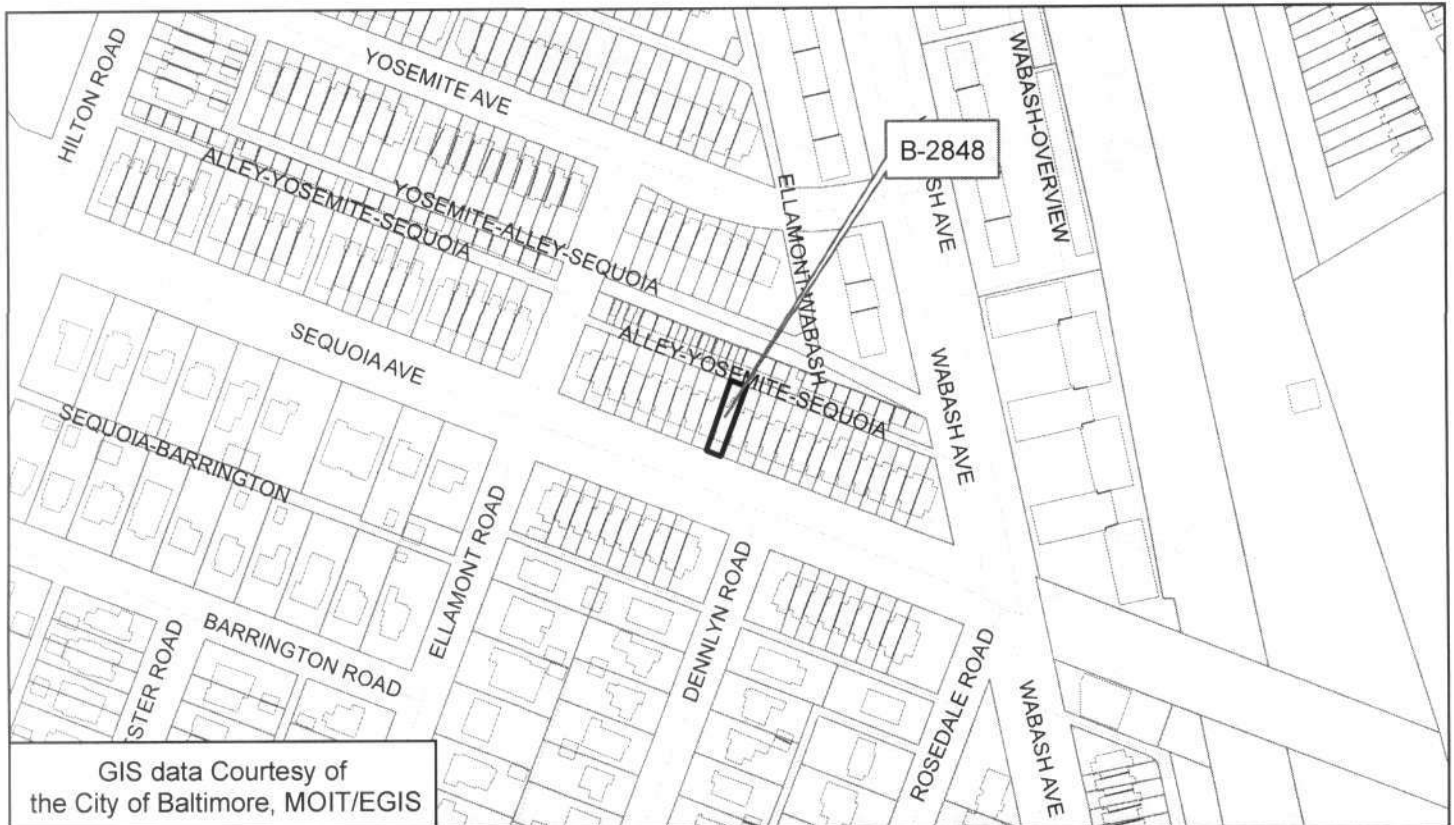 HILTON ROAD
YOSEMITE AVE
WABASH-OVERVIEW
B-2848
ALLEY-YOSEMITE-SEQUOIA
YOSEMITE-ALLEY-SEQUOIA
ELLAMONT-WABASH
SH AVE
ALLEY-YOSEMITE-SEQUOIA
SEQUOIA AVE
WABASH AVE
SEQUOIA-BARRINGTON
ELLAMONT ROAD
DENNLYN ROAD
BARRINGTON ROAD
STER ROAD
ROSEDALE ROAD
WABASH AVE
GIS data Courtesy of
the City of Baltimore, MOIT/EGIS